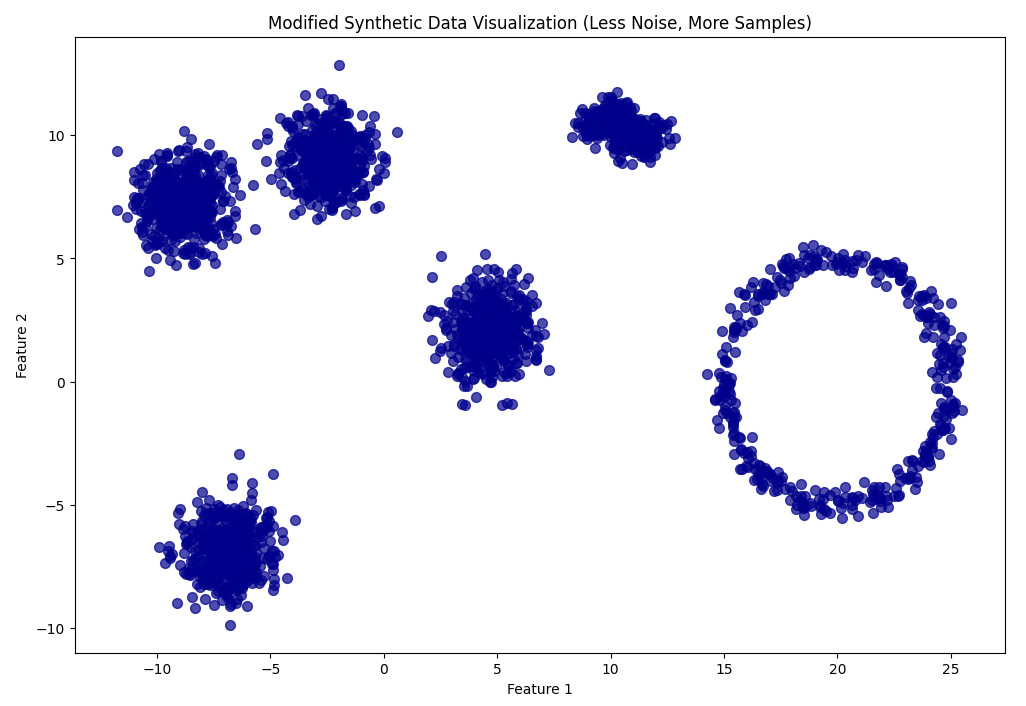 Modified Synthetic Data Visualization (Less Noise, More Samples)
10
5
0
−5
−10
Feature 2
−10 −5 0 5 10 15 20 25
Feature 1